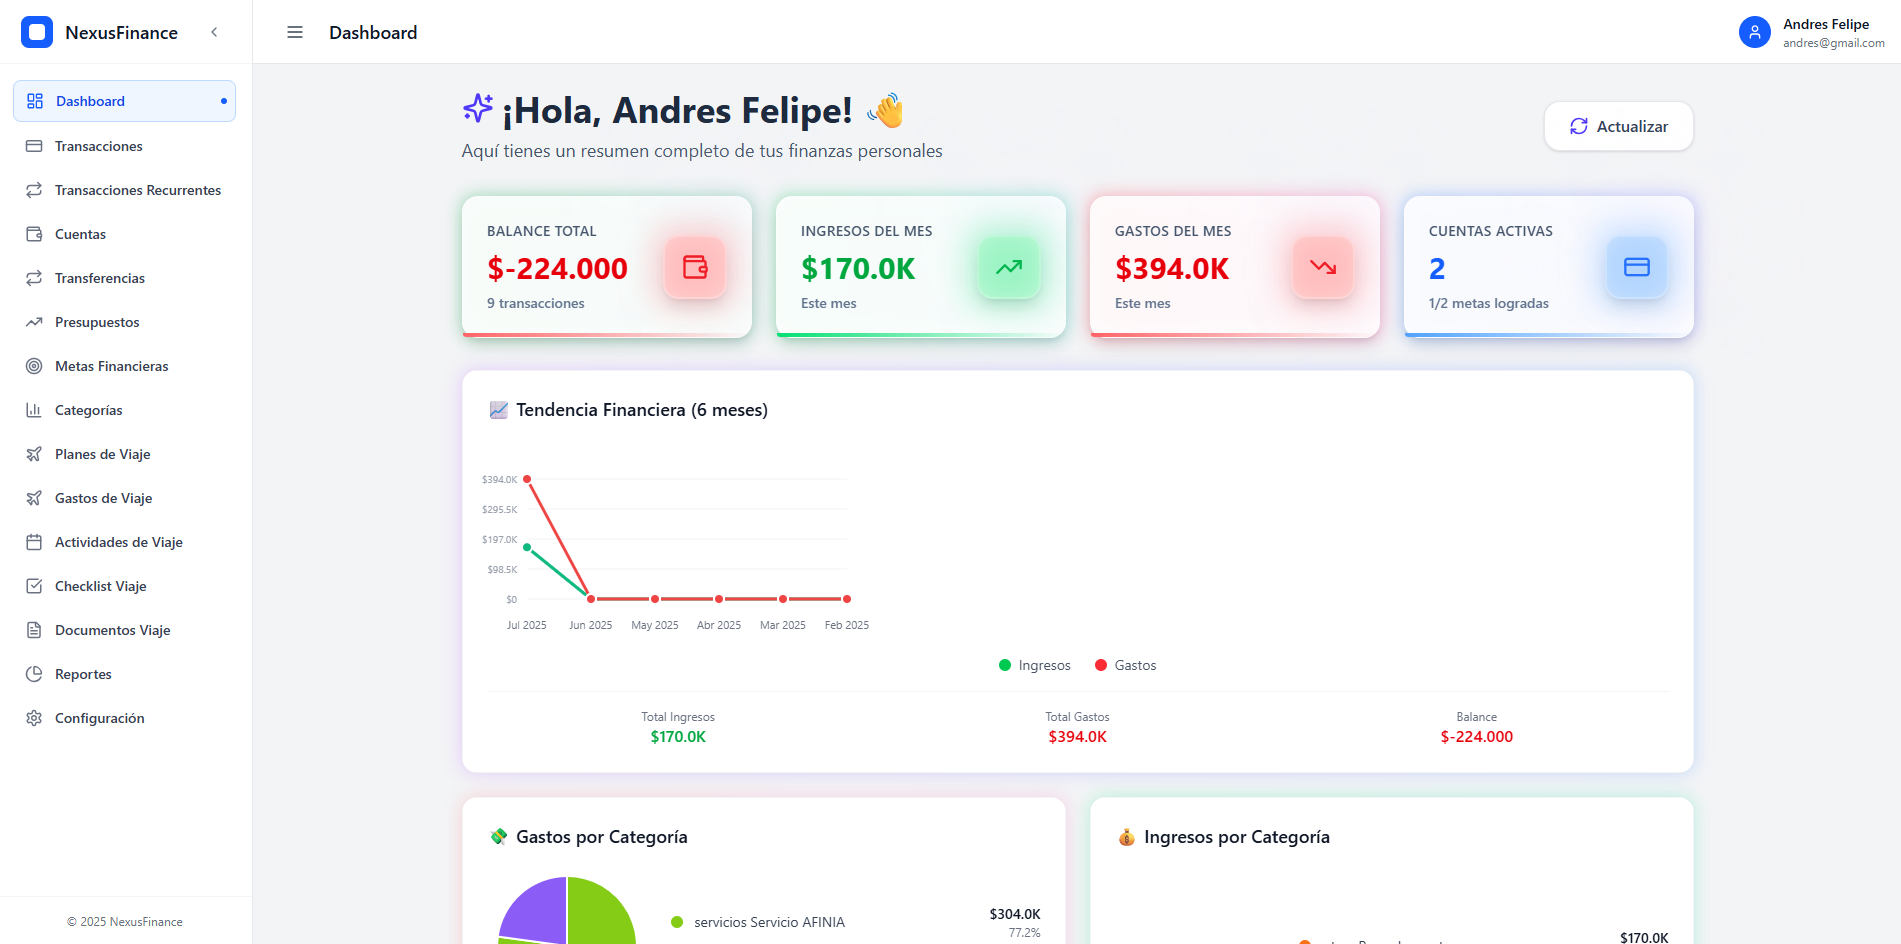 NexusFinance
Dashboard
Andres Felipe
andres@gmail.com
Dashboard
Transacciones
Transacciones Recurrentes
Cuentas
Transferencias
Presupuestos
Metas Financieras
Categorías
Planes de Viaje
Gastos de Viaje
Actividades de Viaje
Checklist Viaje
Documentos Viaje
Reportes
Configuración
© 2025 NexusFinance
¡Hola, Andres Felipe! 👋
Aquí tienes un resumen completo de tus finanzas personales
Actualizar
BALANCE TOTAL
$-224.000
9 transacciones
INGRESOS DEL MES
$170.0K
Este mes
GASTOS DEL MES
$394.0K
Este mes
CUENTAS ACTIVAS
2
1/2 metas logradas
📈 Tendencia Financiera (6 meses)
$394.0K
$295.5K
$197.0K
$98.5K
$0
Jul 2025 Jun 2025 May 2025 Abr 2025 Mar 2025 Feb 2025
Ingresos Gastos
Total Ingresos
$170.0K
Total Gastos
$394.0K
Balance
$-224.000
💸 Gastos por Categoría
servicios Servicio AFINIA
$304.0K
77.2%
💰 Ingresos por Categoría
$170.0K